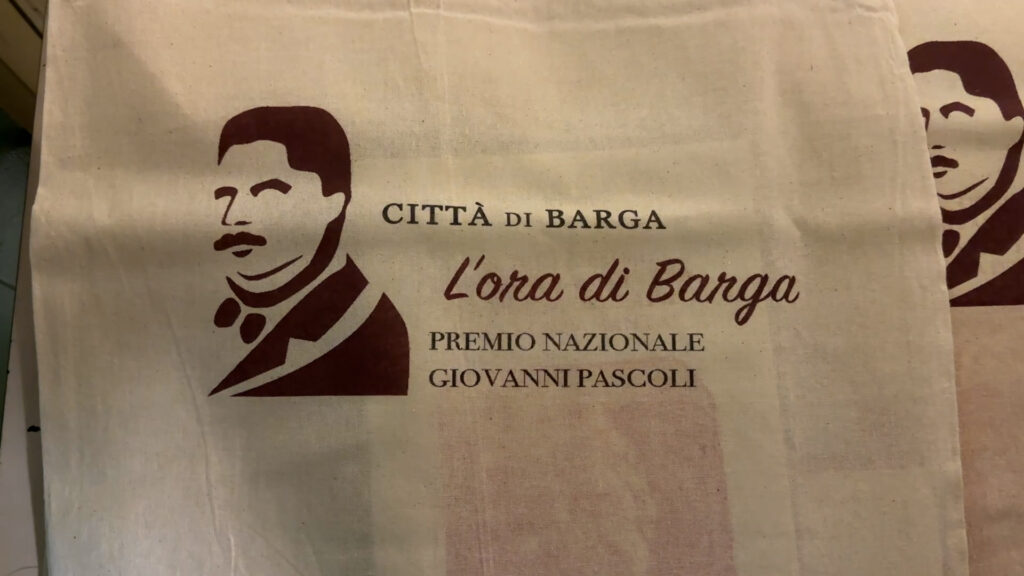 CITTÀ DI BARGA
L'ora di Barga
PREMIO NAZIONALE
GIOVANNI PASCOLI